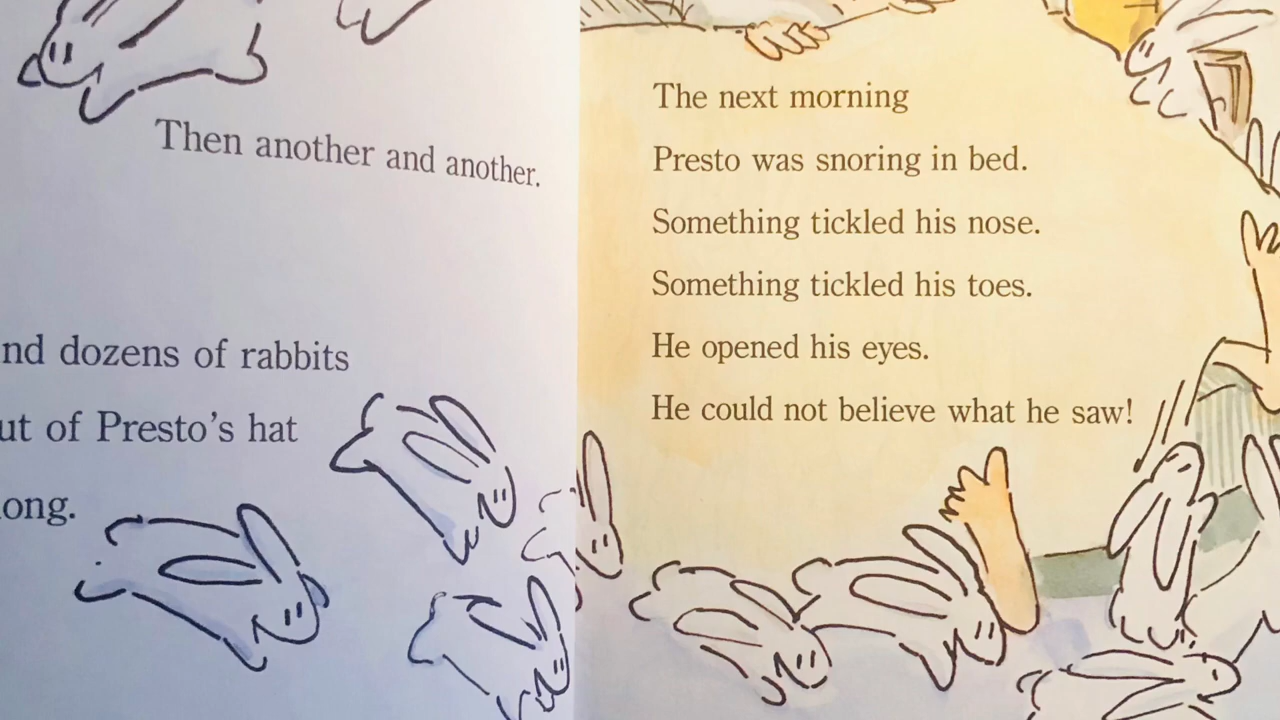 Then another and another.
nd dozens of rabbits
ut of Presto's hat
ong.
The next morning
Presto was snoring in bed.
Something tickled his nose.
Something tickled his toes.
He opened his eyes.
He could not believe what he saw!